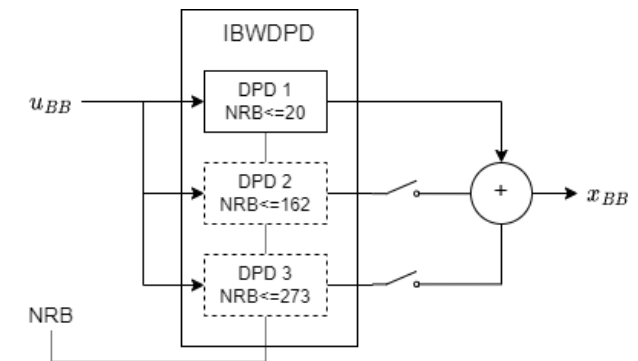 IBWDPD
DPD 1
NRB<=20
u_BB
DPD 2
NRB<=162
+
x_BB
DPD 3
NRB<=273
NRB